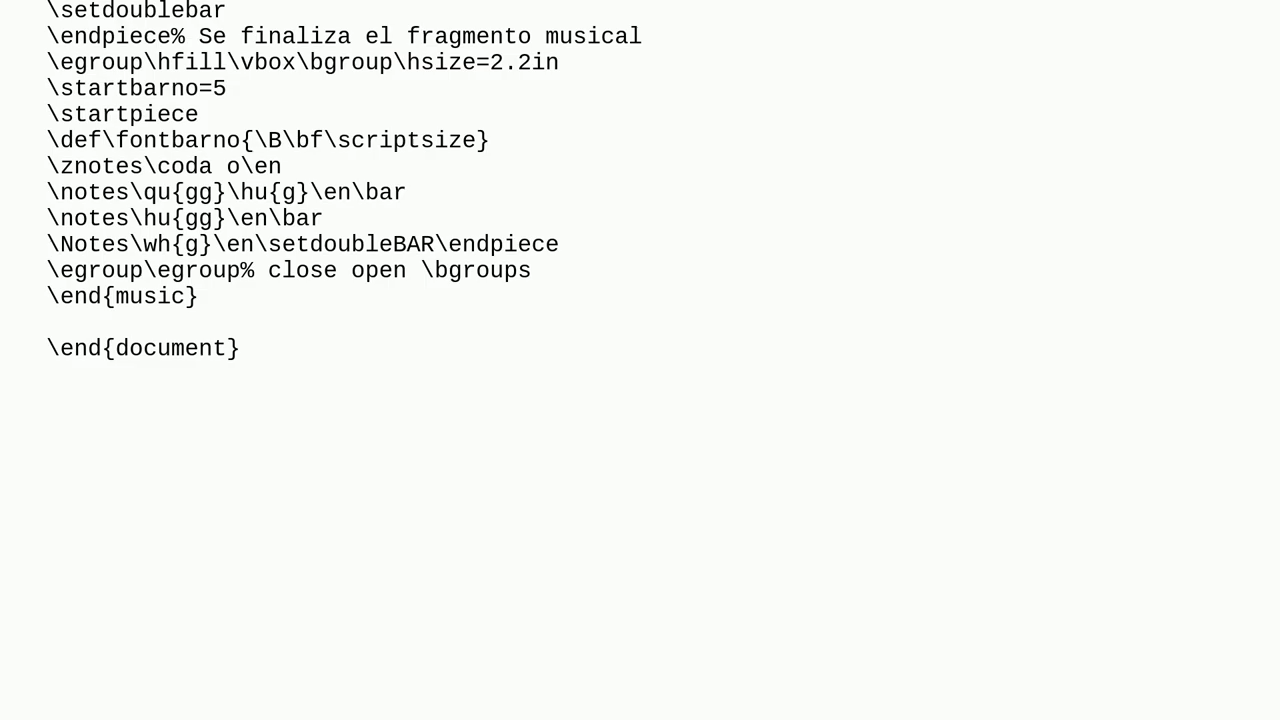 \setdoublebar
\endpiece% Se finaliza el fragmento musical
\egroup\hfill\vbox\bgroup\hsize=2.2in
\startbarno=5
\startpiece
\def\fontbarno{\B\bf\scriptsize}
\znotes\coda o\en
\notes\qu{gg}\hu{g}\en\bar
\notes\hu{gg}\en\bar
\Notes\wh{g}\en\setdoubleBAR\endpiece
\egroup\egroup% close open \bgroups
\end{music}
\end{document}